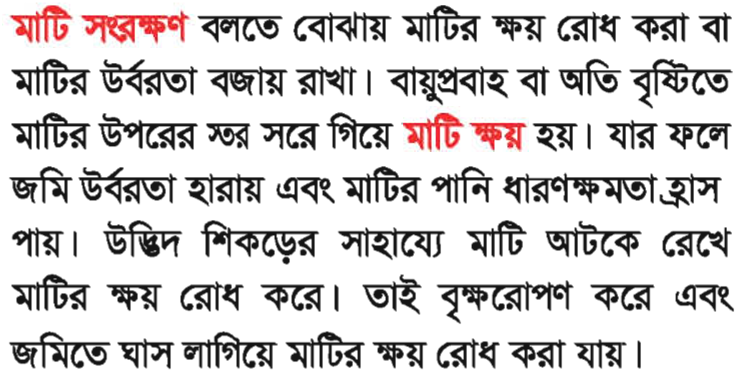 মাটি সংরক্ষণ বলতে বোঝায় মাটির ক্ষয় রোধ করা বা
মাটির উর্বরতা বজায় রাখা। বায়ুপ্রবাহ বা অতি বৃষ্টিতে
মাটির উপরের স্তর সরে গিয়ে মাটি ক্ষয় হয়। যার ফলে
জমি উর্বরতা হারায় এবং মাটির পানি ধারণক্ষমতা হ্রাস
পায়। উদ্ভিদ শিকড়ের সাহায্যে মাটি আটকে রেখে
মাটির ক্ষয় রোধ করে। তাই বৃক্ষরোপণ করে এবং
জমিতে ঘাস লাগিয়ে মাটির ক্ষয় রোধ করা যায়।